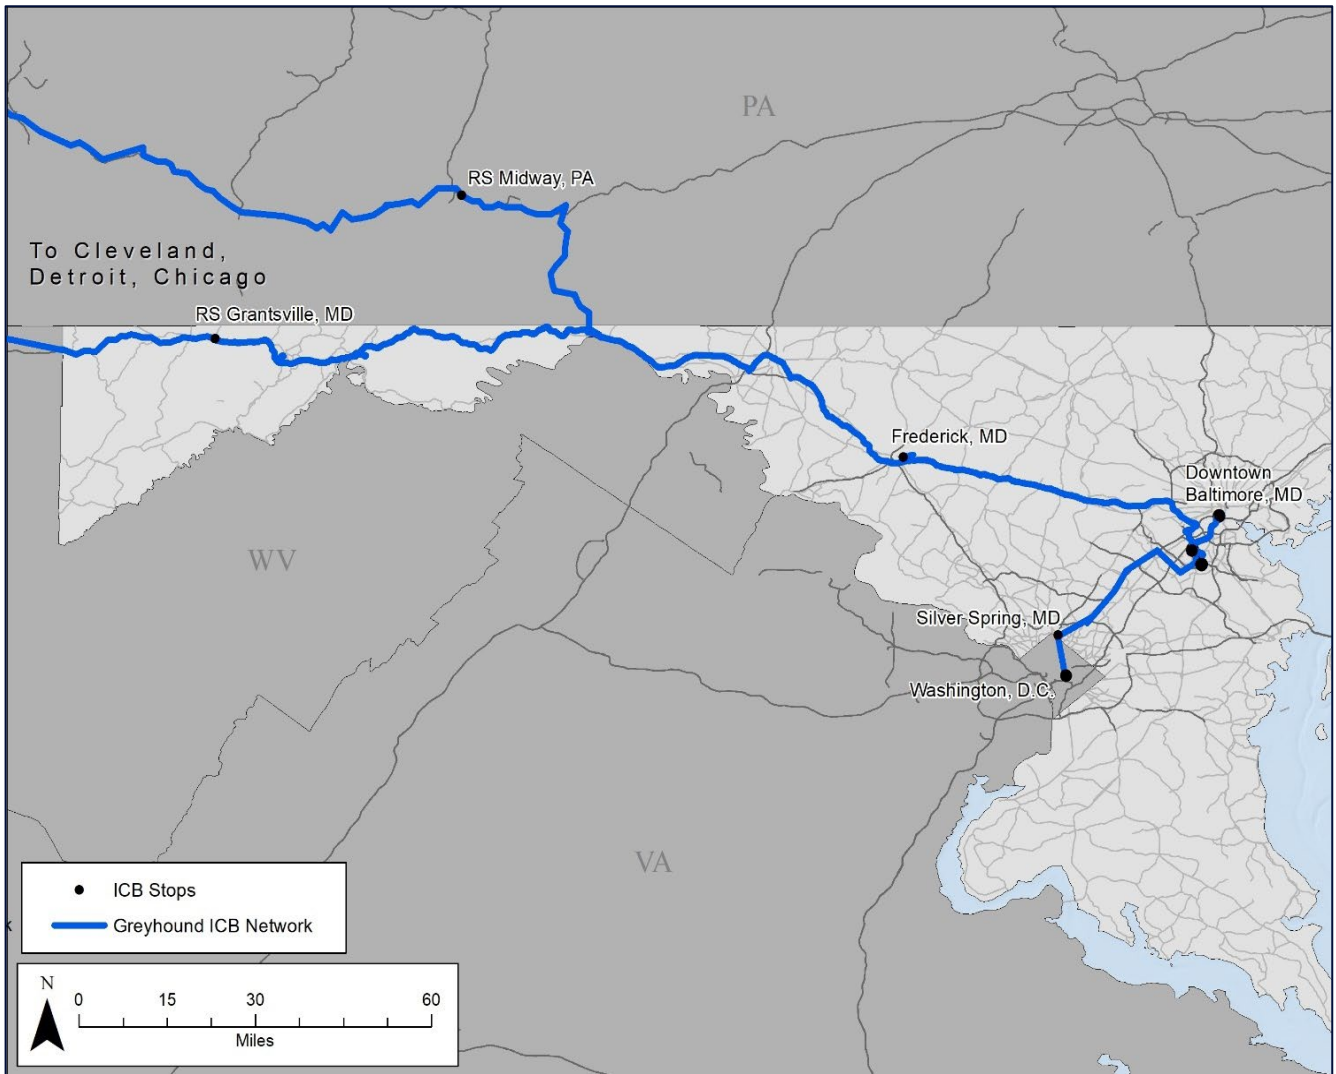 PA
RS Midway, PA
To Cleveland,
Detroit, Chicago
RS Grantsville, MD
Frederick, MD
Downtown
Baltimore, MD
WV
Silver Spring, MD
Washington, D.C.
VA
ICB Stops
Greyhound ICB Network
N
0 15 30 60
Miles